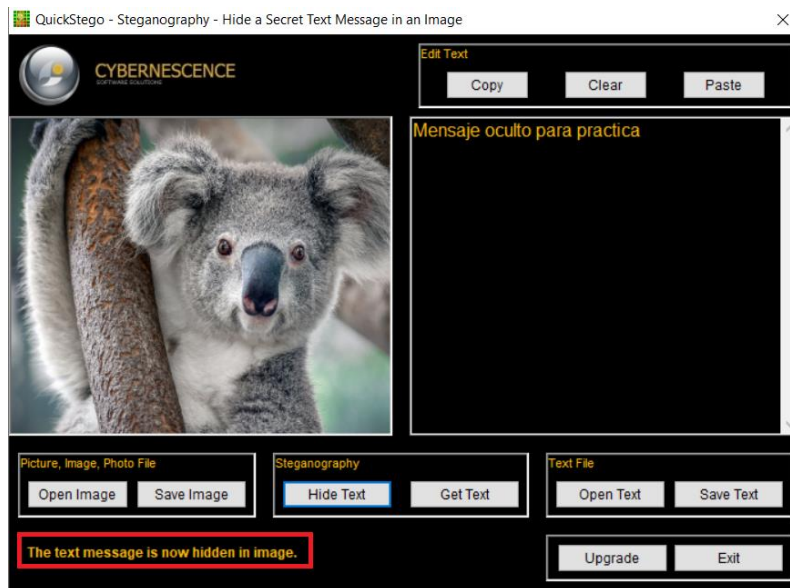 QuickStego - Steganography - Hide a Secret Text Message in an Image
CYBERNESCENCE
SOFTWARE SOLUTIONS
Edit Text
Copy Clear Paste
Mensaje oculto para practica
Picture, Image, Photo File
Open Image Save Image
Steganography
Hide Text Get Text
Text File
Open Text Save Text
The text message is now hidden in image.
Upgrade Exit